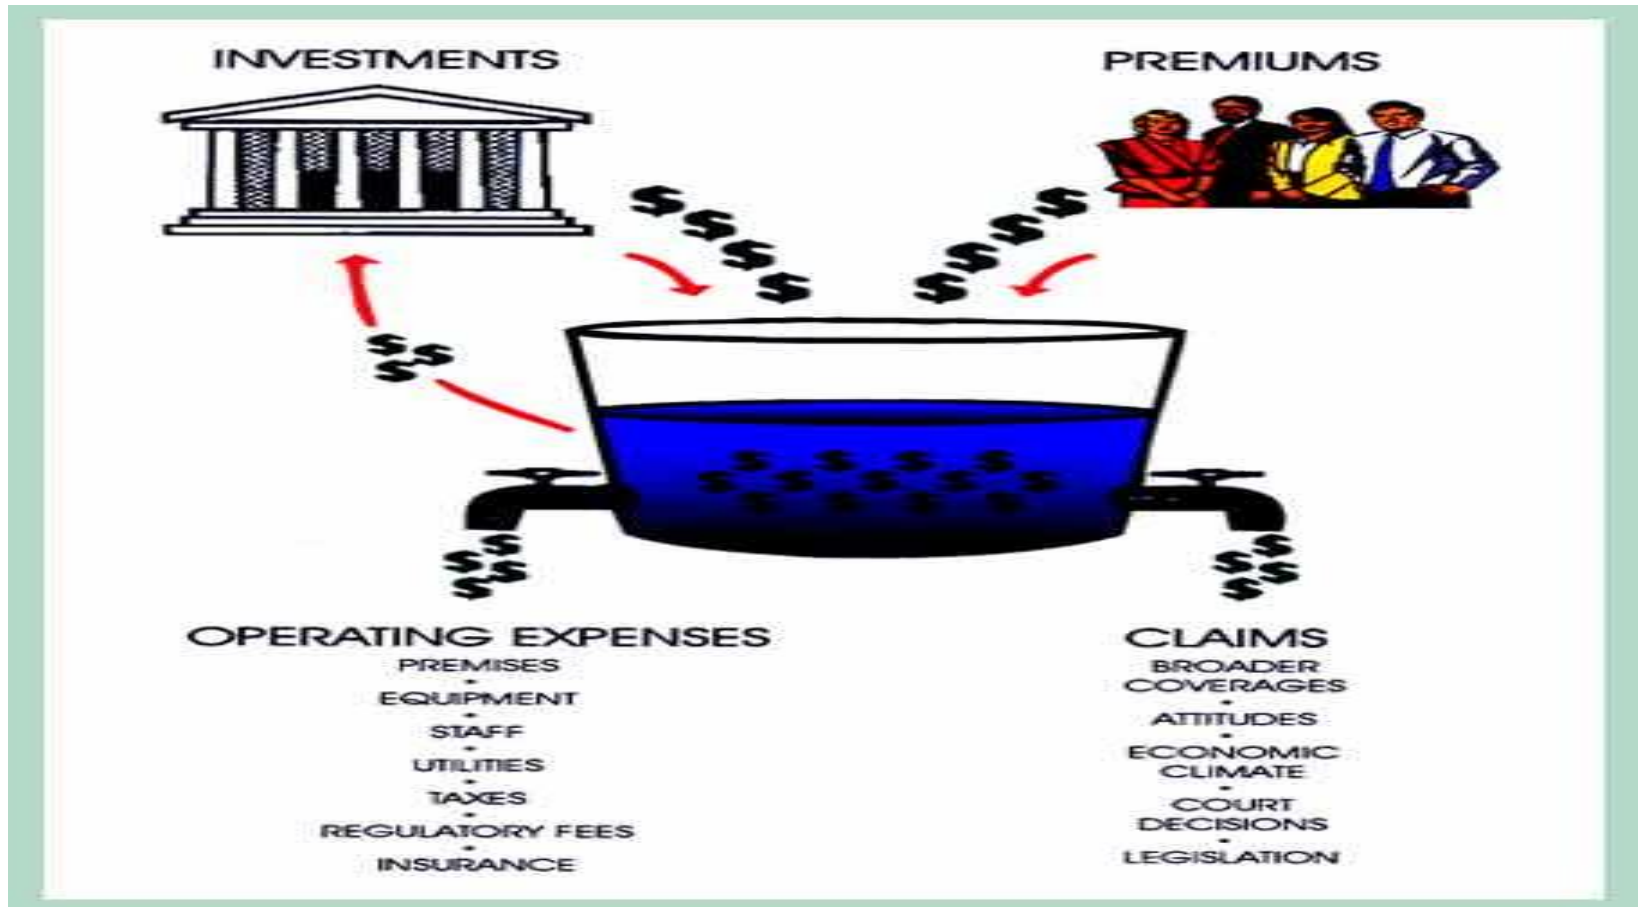 INVESTMENTS
PREMIUMS
$ $ $ $
$ $ $ $
$ $ $
$ $ $ $
$ $ $ $ $
$ $ $ $
$ $ $ $
$ $ $ $
OPERATING EXPENSES
PREMISES
•
EQUIPMENT
•
STAFF
•
UTILITIES
•
TAXES
•
REGULATORY FEES
•
INSURANCE
CLAIMS
BROADER
COVERAGES
•
ATTITUDES
•
ECONOMIC
CLIMATE
•
COURT
DECISIONS
•
LEGISLATION